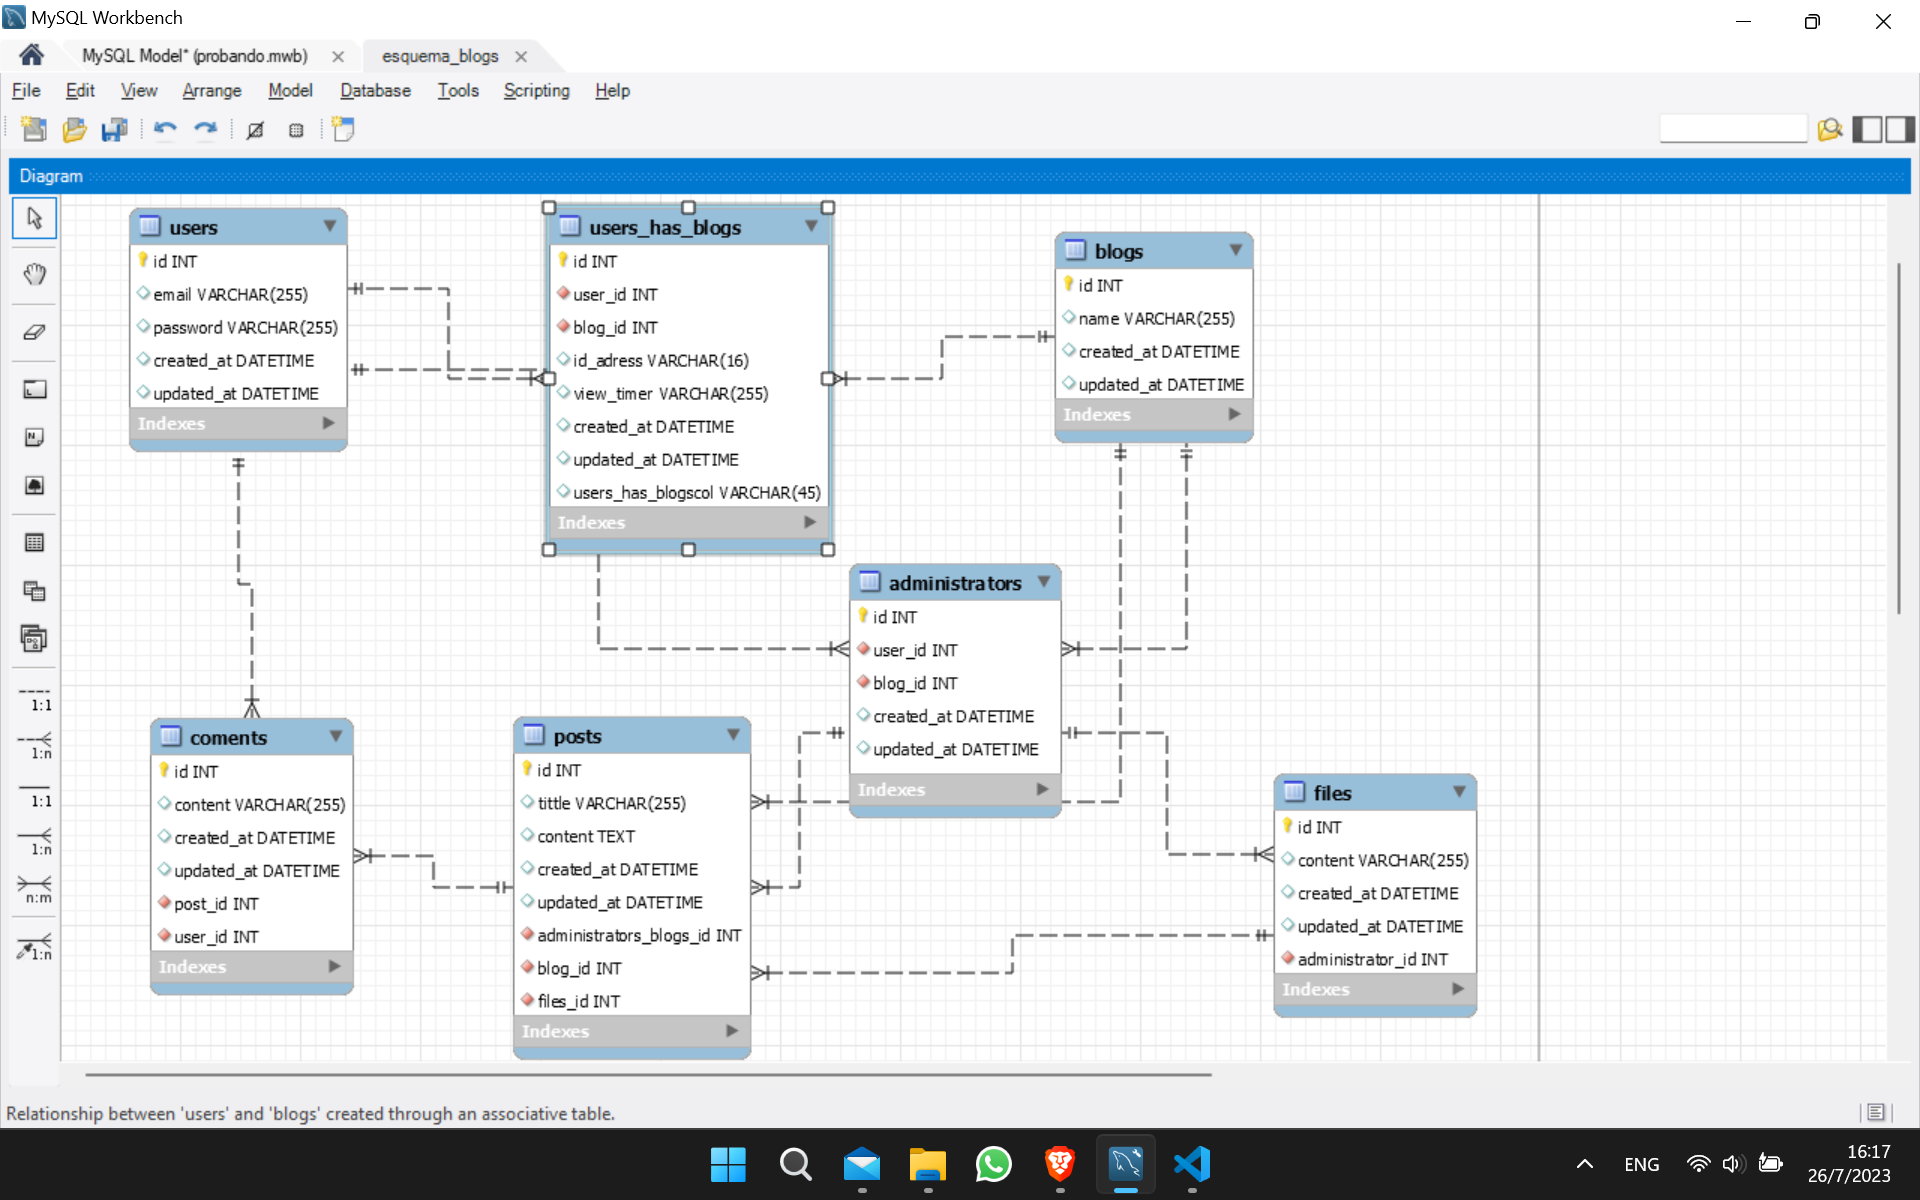 MySQL Workbench
MySQL Model* (probando.mwb)
esquema_blogs
File Edit View Arrange Model Database Tools Scripting Help
Diagram
users
id INT
email VARCHAR(255)
password VARCHAR(255)
created_at DATETIME
updated_at DATETIME
Indexes
users_has_blogs
id INT
user_id INT
blog_id INT
id_adress VARCHAR(16)
view_timer VARCHAR(255)
created_at DATETIME
updated_at DATETIME
users_has_blogscol VARCHAR(45)
Indexes
blogs
id INT
name VARCHAR(255)
created_at DATETIME
updated_at DATETIME
Indexes
administrators
id INT
user_id INT
blog_id INT
created_at DATETIME
updated_at DATETIME
Indexes
coments
id INT
content VARCHAR(255)
created_at DATETIME
updated_at DATETIME
post_id INT
user_id INT
Indexes
posts
id INT
tittle VARCHAR(255)
content TEXT
created_at DATETIME
updated_at DATETIME
administrators_blogs_id INT
blog_id INT
files_id INT
Indexes
files
id INT
content VARCHAR(255)
created_at DATETIME
updated_at DATETIME
administrator_id INT
Indexes
1:1
1:n
1:1
1:n
n:m
1:n
Relationship between 'users' and 'blogs' created through an associative table.
ENG
16:17
26/7/2023